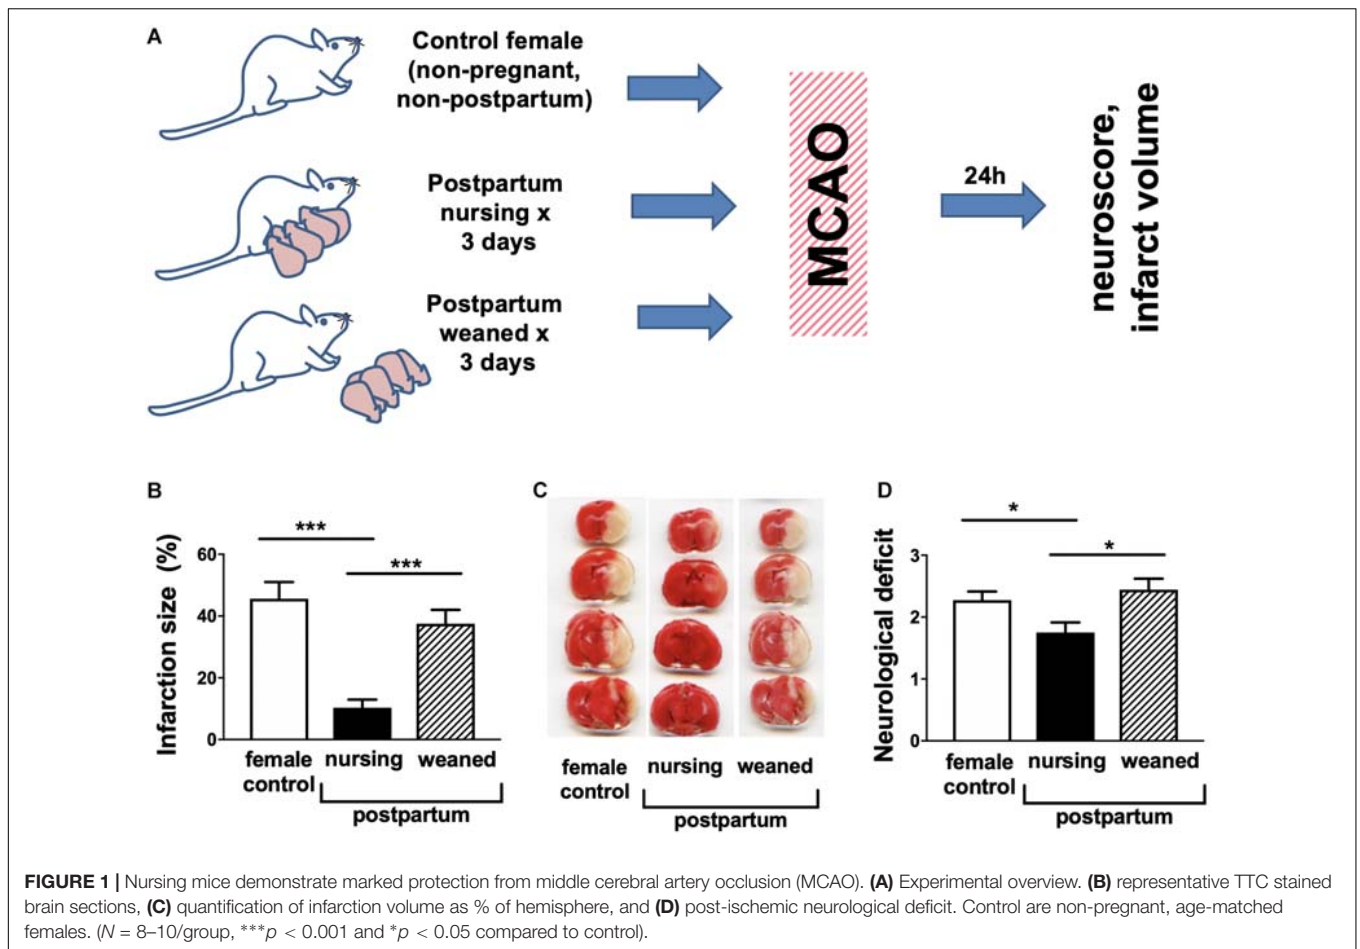 A
Control female
(non-pregnant,
non-postpartum)
Postpartum
nursing x
3 days
Postpartum
weaned x
3 days
MCAO
24h
neuroscore,
infarct volume
B
***
***
Infarction size (%)
60
40
20
0
female
control
nursing
weaned
postpartum
C
female
control
nursing
weaned
postpartum
D
*
*
Neurological deficit
3
2
1
0
female
control
nursing
weaned
postpartum
FIGURE 1 | Nursing mice demonstrate marked protection from middle cerebral artery occlusion (MCAO). (A) Experimental overview. (B) representative TTC stained
brain sections, (C) quantification of infarction volume as % of hemisphere, and (D) post-ischemic neurological deficit. Control are non-pregnant, age-matched
females. (N = 8–10/group, ***p < 0.001 and *p < 0.05 compared to control).